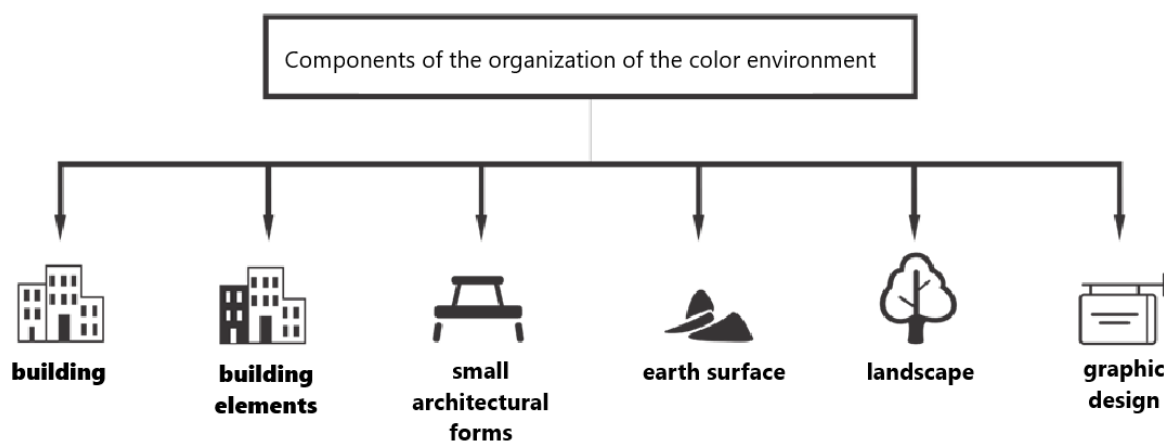 Components of the organization of the color environment
building
building
elements
small
architectural
forms
earth surface
landscape
graphic
design